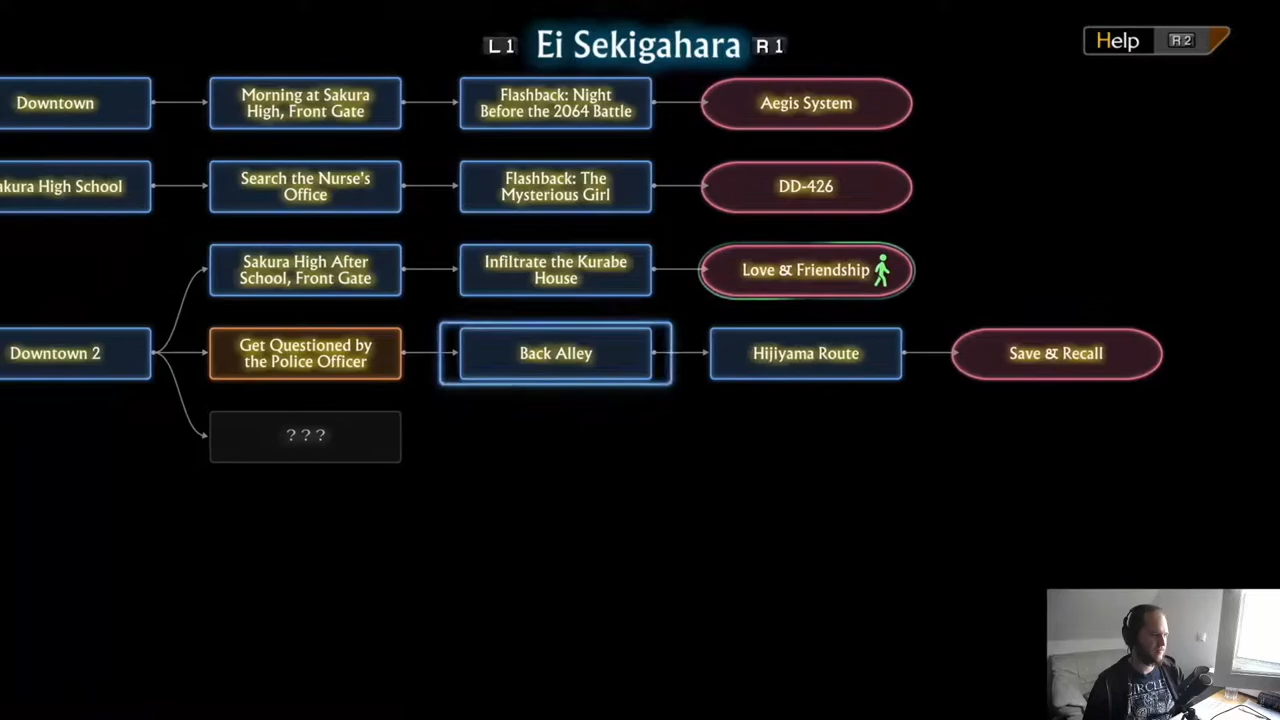 L1 Ei Sekigahara R1
Help R2
Downtown
Morning at Sakura
High, Front Gate
Flashback: Night
Before the 2064 Battle
Aegis System
akura High School
Search the Nurse's
Office
Flashback: The
Mysterious Girl
DD-426
Sakura High After
School, Front Gate
Infiltrate the Kurabe
House
Love & Friendship
Downtown 2
Get Questioned by
the Police Officer
Back Alley
Hijiyama Route
Save & Recall
???
CIRCLE